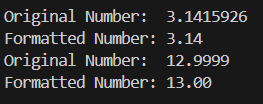 Original Number:  3.1415926
Formatted Number: 3.14
Original Number:  12.9999
Formatted Number: 13.00